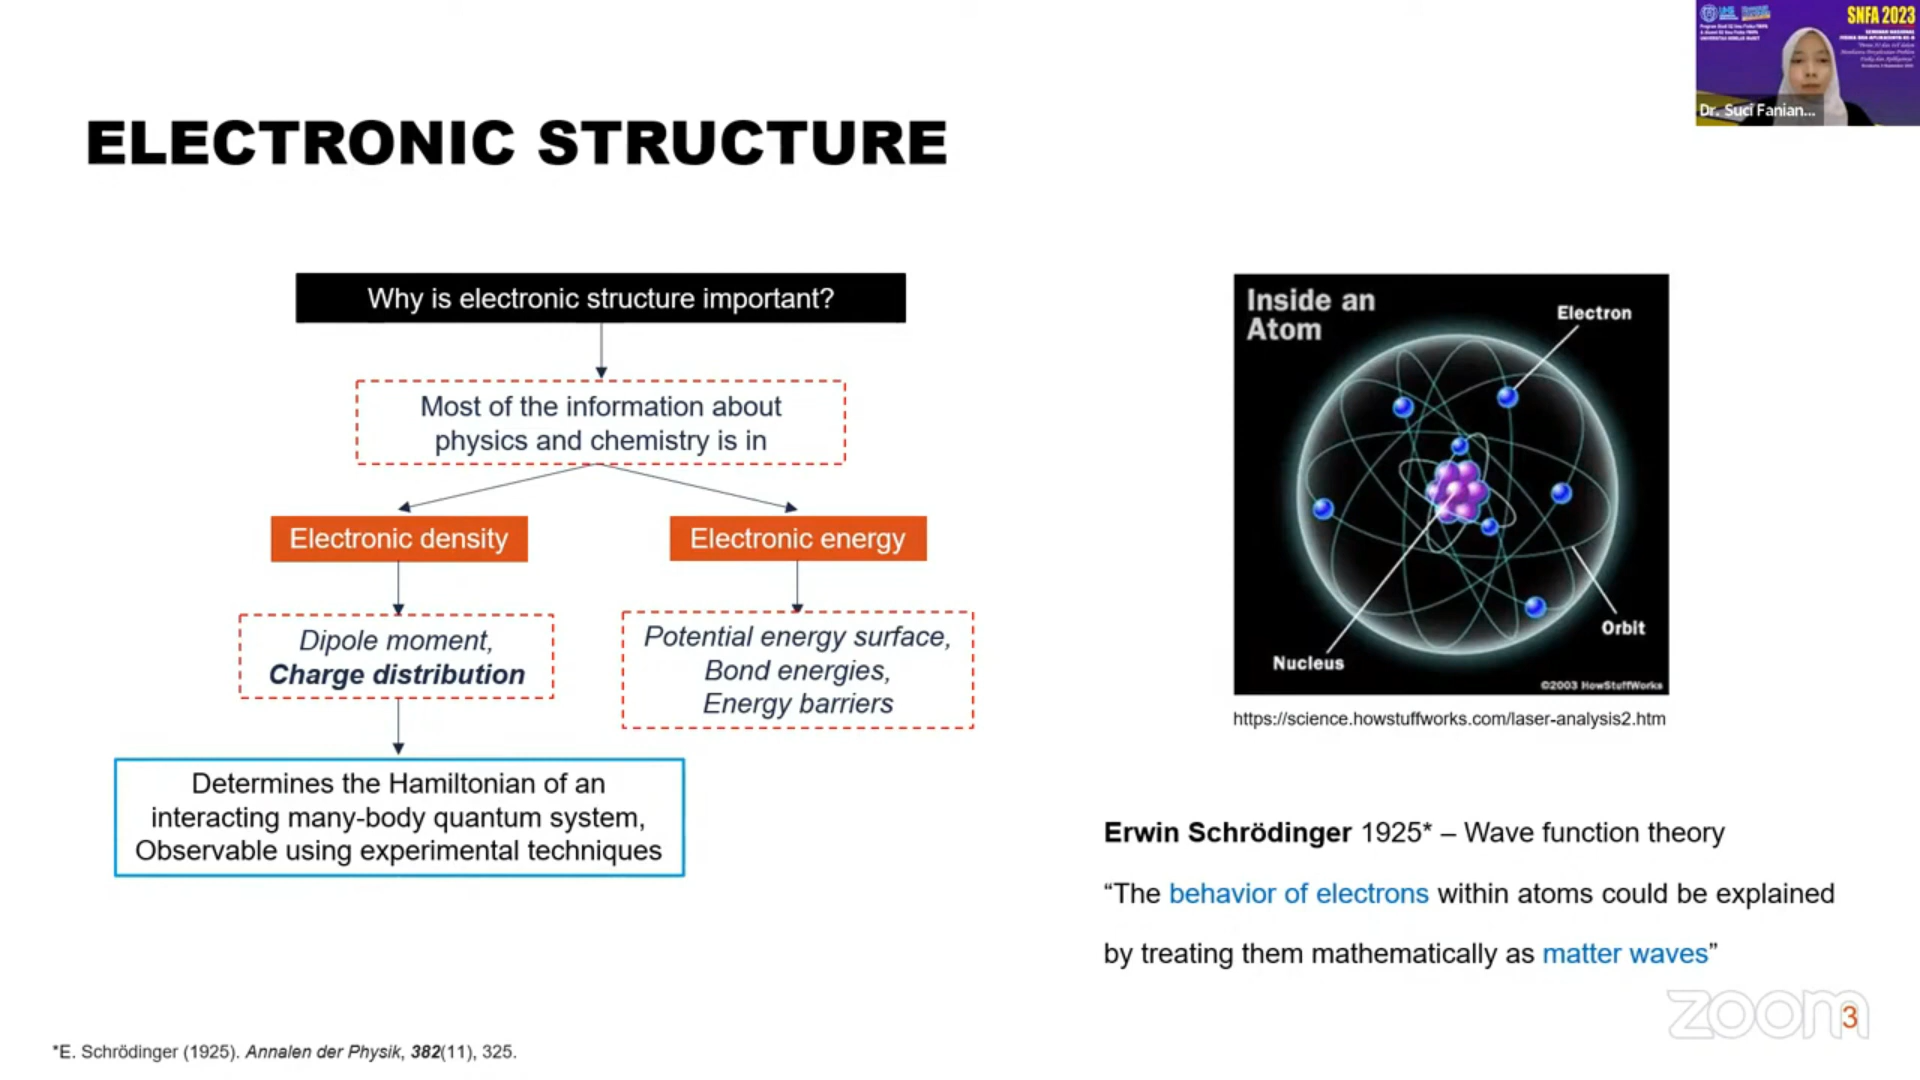 SNFA 2023
Dr. Suci Fanian...
ELECTRONIC STRUCTURE
Why is electronic structure important?
Most of the information about
physics and chemistry is in
Electronic density
Electronic energy
Dipole moment,
Charge distribution
Potential energy surface,
Bond energies,
Energy barriers
Determines the Hamiltonian of an
interacting many-body quantum system,
Observable using experimental techniques
Inside an
Atom
Electron
Orbit
Nucleus
©2003 HowStuffWorks
https://science.howstuffworks.com/laser-analysis2.htm
Erwin Schrödinger 1925* – Wave function theory
“The behavior of electrons within atoms could be explained
by treating them mathematically as matter waves”
zoom
3
*E. Schrödinger (1925). Annalen der Physik, 382(11), 325.